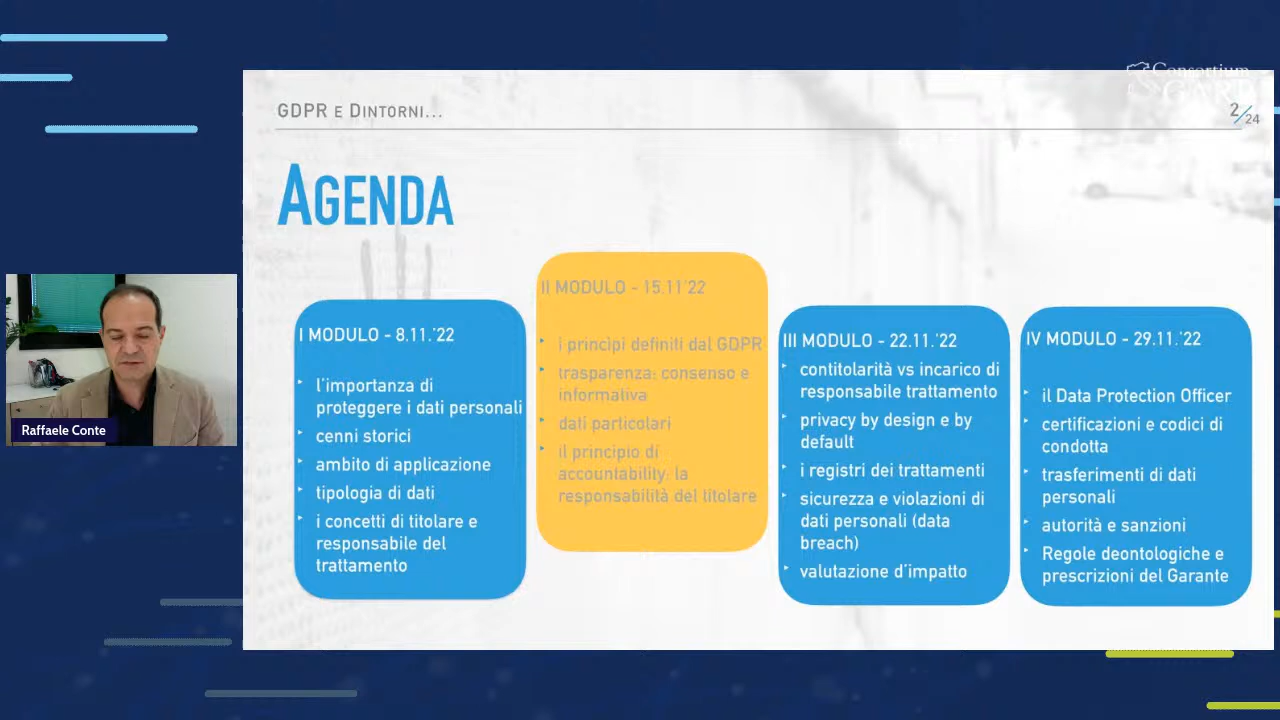 Consortium
GARR
GDPR e Dintorni...
2/24
Agenda
I MODULO - 8.11.'22
l'importanza di
proteggere i dati personali
cenni storici
ambito di applicazione
tipologia di dati
i concetti di titolare e
responsabile del
trattamento
II MODULO - 15.11'22
i principi definiti dal GDPR
trasparenza: consenso e
informativa
dati particolari
il principio di
accountability: la
responsabilità del titolare
III MODULO - 22.11.'22
contitolarità vs incarico di
responsabile trattamento
privacy by design e by
default
i registri dei trattamenti
sicurezza e violazioni di
dati personali (data
breach)
valutazione d'impatto
IV MODULO - 29.11.'22
il Data Protection Officer
certificazioni e codici di
condotta
trasferimenti di dati
personali
autorità e sanzioni
Regole deontologiche e
prescrizioni del Garante
Raffaele Conte